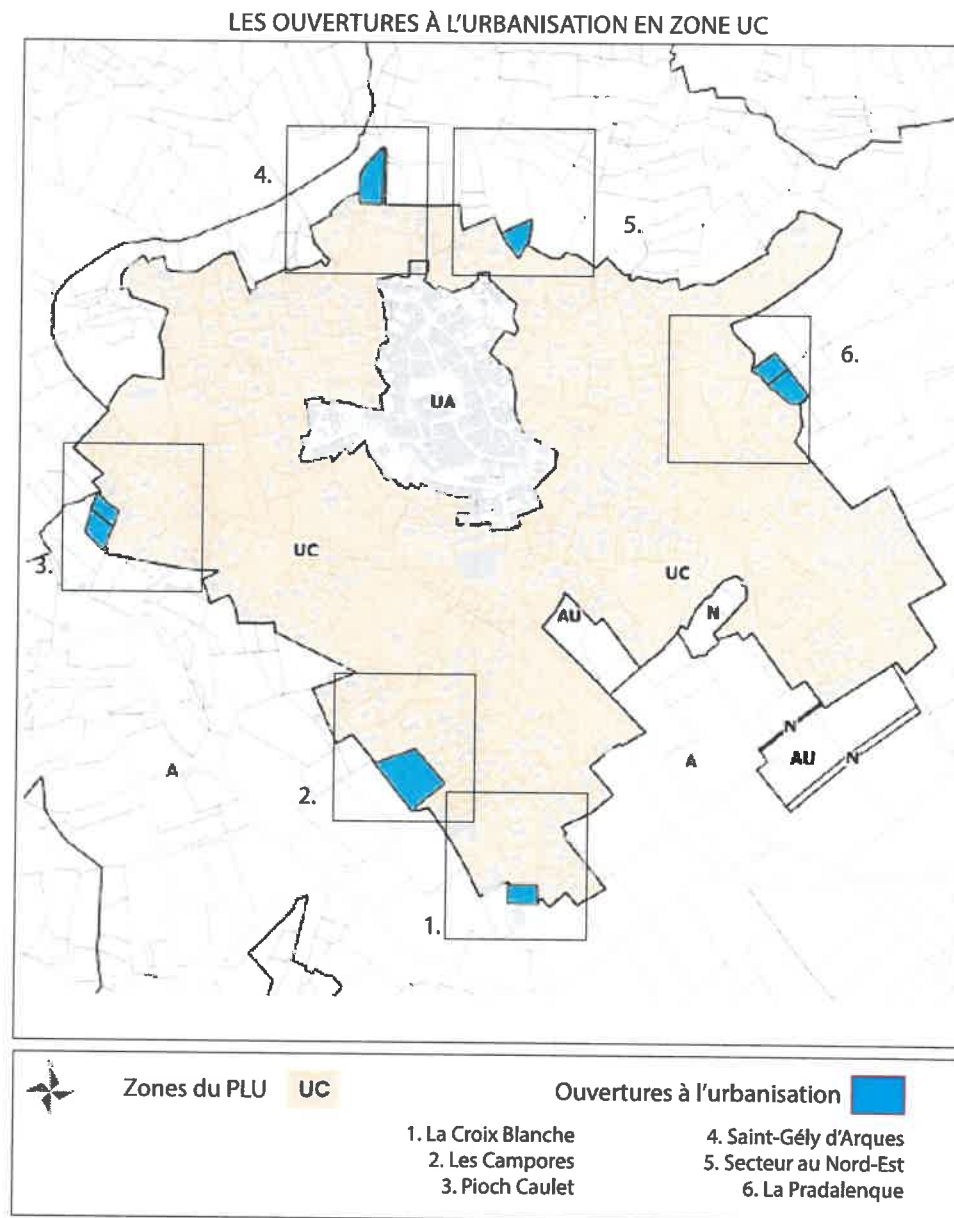 LES OUVERTURES À L'URBANISATION EN ZONE UC
4.
5.
6.
UA
3.
UC
UC
AU
N
A
A
N
AU
N
2.
1.
Zones du PLU UC
Ouvertures à l'urbanisation
1. La Croix Blanche
2. Les Campores
3. Pioch Caulet
4. Saint-Gély d'Arques
5. Secteur au Nord-Est
6. La Pradalenque